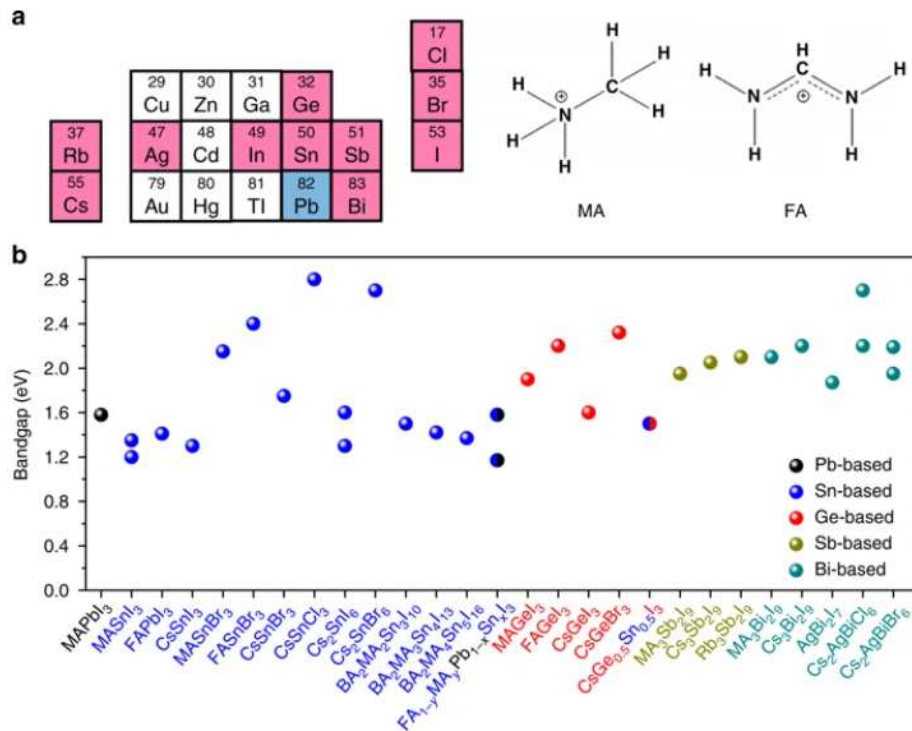 a
17
Cl
29 30 31 32
Cu Zn Ga Ge
35
Br
37
Rb
47 48 49 50 51
Ag Cd In Sn Sb
53
I
55
Cs
79 80 81 82 83
Au Hg Tl Pb Bi
H
H
C
H
N
⊕
H
H
H
MA
H
C
H
N
⊕
N
H
H
H
FA
b
Bandgap (eV)
2.8
2.4
2.0
1.6
1.2
0.8
0.4
0.0
Pb-based
Sn-based
Ge-based
Sb-based
Bi-based
MAPbI₃
MASnI₃
FAPbI₃
CsSnI₃
MASnBr₃
FASnBr₃
CsSnBr₃
CsSnCl₃
Cs₂SnI₆
Cs₂SnBr₆
BA₂MA₂Sn₃I₁₀
BA₂MA₃Sn₄I₁₃
BA₂MA₄Sn₅I₁₆
FA₁₋yMAyPb₁₋ₓSnₓI₃
MAGeI₃
FAGeI₃
CsGeI₃
CsGeBr₃
CsGe₀.₅Sn₀.₅I₃
MA₃Sb₂I₉
Cs₃Sb₂I₉
Rb₃Sb₂I₉
MA₃Bi₂I₉
Cs₃Bi₂I₉
AgBi₂I₇
Cs₂AgBiCl₆
Cs₂AgBiBr₆